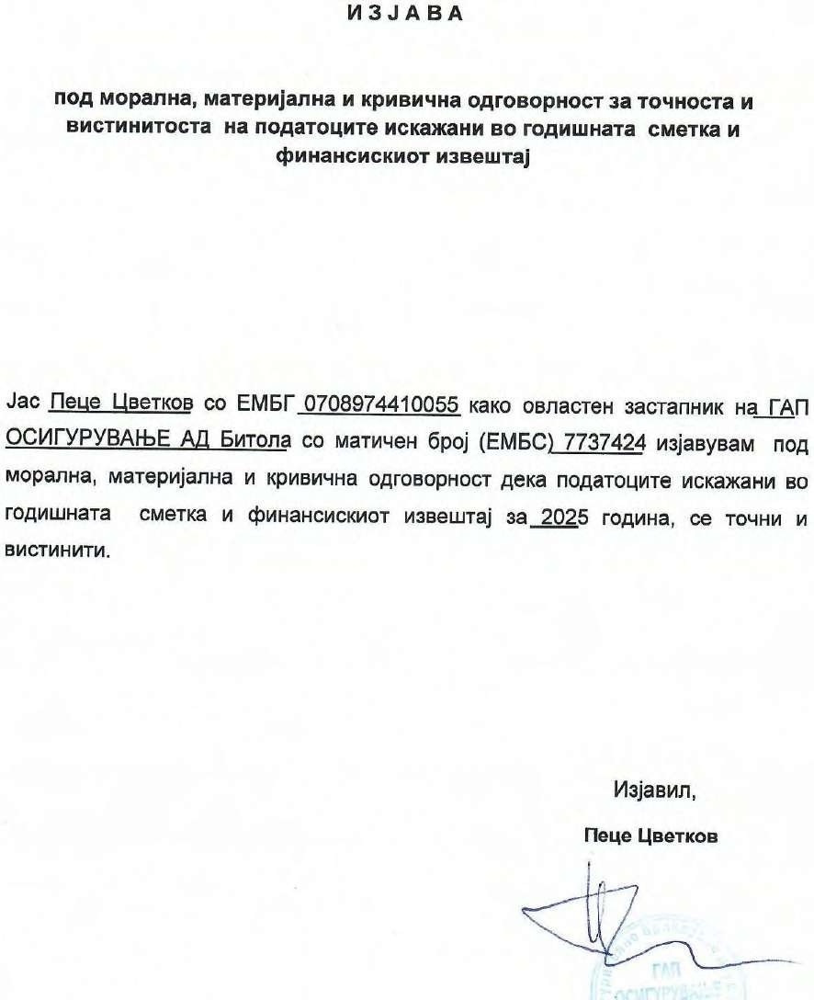 И З Ј А В А
под морална, материјална и кривична одговорност за точноста и
вистинитоста на податоците искажани во годишната сметка и
финансискиот извештај
Јас Пеце Цветков со ЕМБГ 0708974410055 како овластен застапник на ГАП
ОСИГУРУВАЊЕ АД Битола со матичен број (ЕМБС) 7737424 изјавувам под
морална, материјална и кривична одговорност дека податоците искажани во
годишната сметка и финансискиот извештај за 2025 година, се точни и
вистинити.
Изјавил,
Пеце Цветков
ГАП
ОСИГУРУВАЊЕ